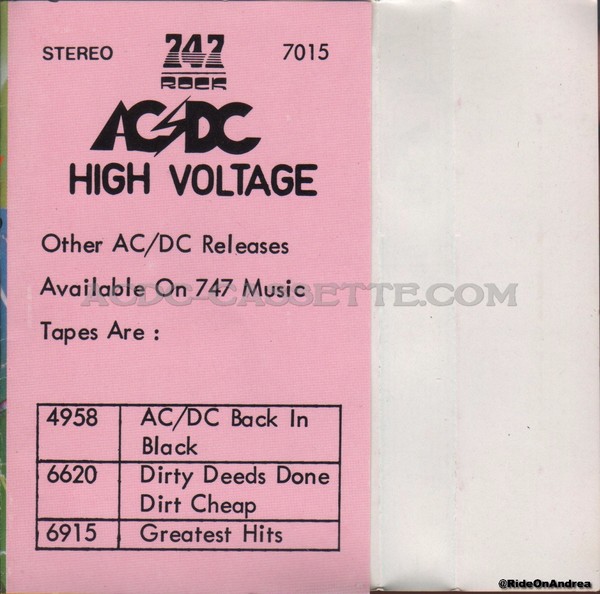 STEREO 747 7015
ROCK
AC/DC
HIGH VOLTAGE
Other AC/DC Releases
Available On 747 Music
ACDC-CASSETTE.COM
Tapes Are :
4958 AC/DC Back In
Black
6620 Dirty Deeds Done
Dirt Cheap
6915 Greatest Hits
@RideOnAndrea